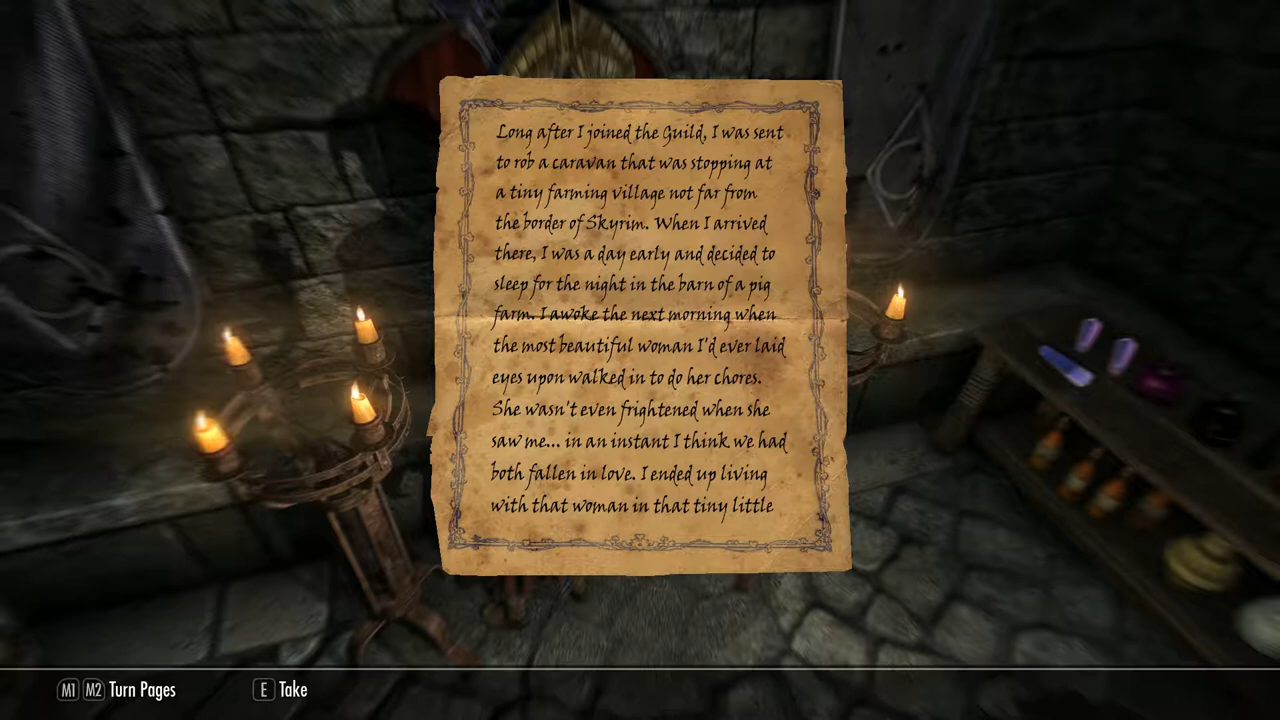 Long after I joined the Guild, I was sent
to rob a caravan that was stopping at
a tiny farming village not far from
the border of Skyrim. When I arrived
there, I was a day early and decided to
sleep for the night in the barn of a pig
farm. I awoke the next morning when
the most beautiful woman I'd ever laid
eyes upon walked in to do her chores.
She wasn't even frightened when she
saw me... in an instant I think we had
both fallen in love. I ended up living
with that woman in that tiny little
M1 M2 Turn Pages E Take